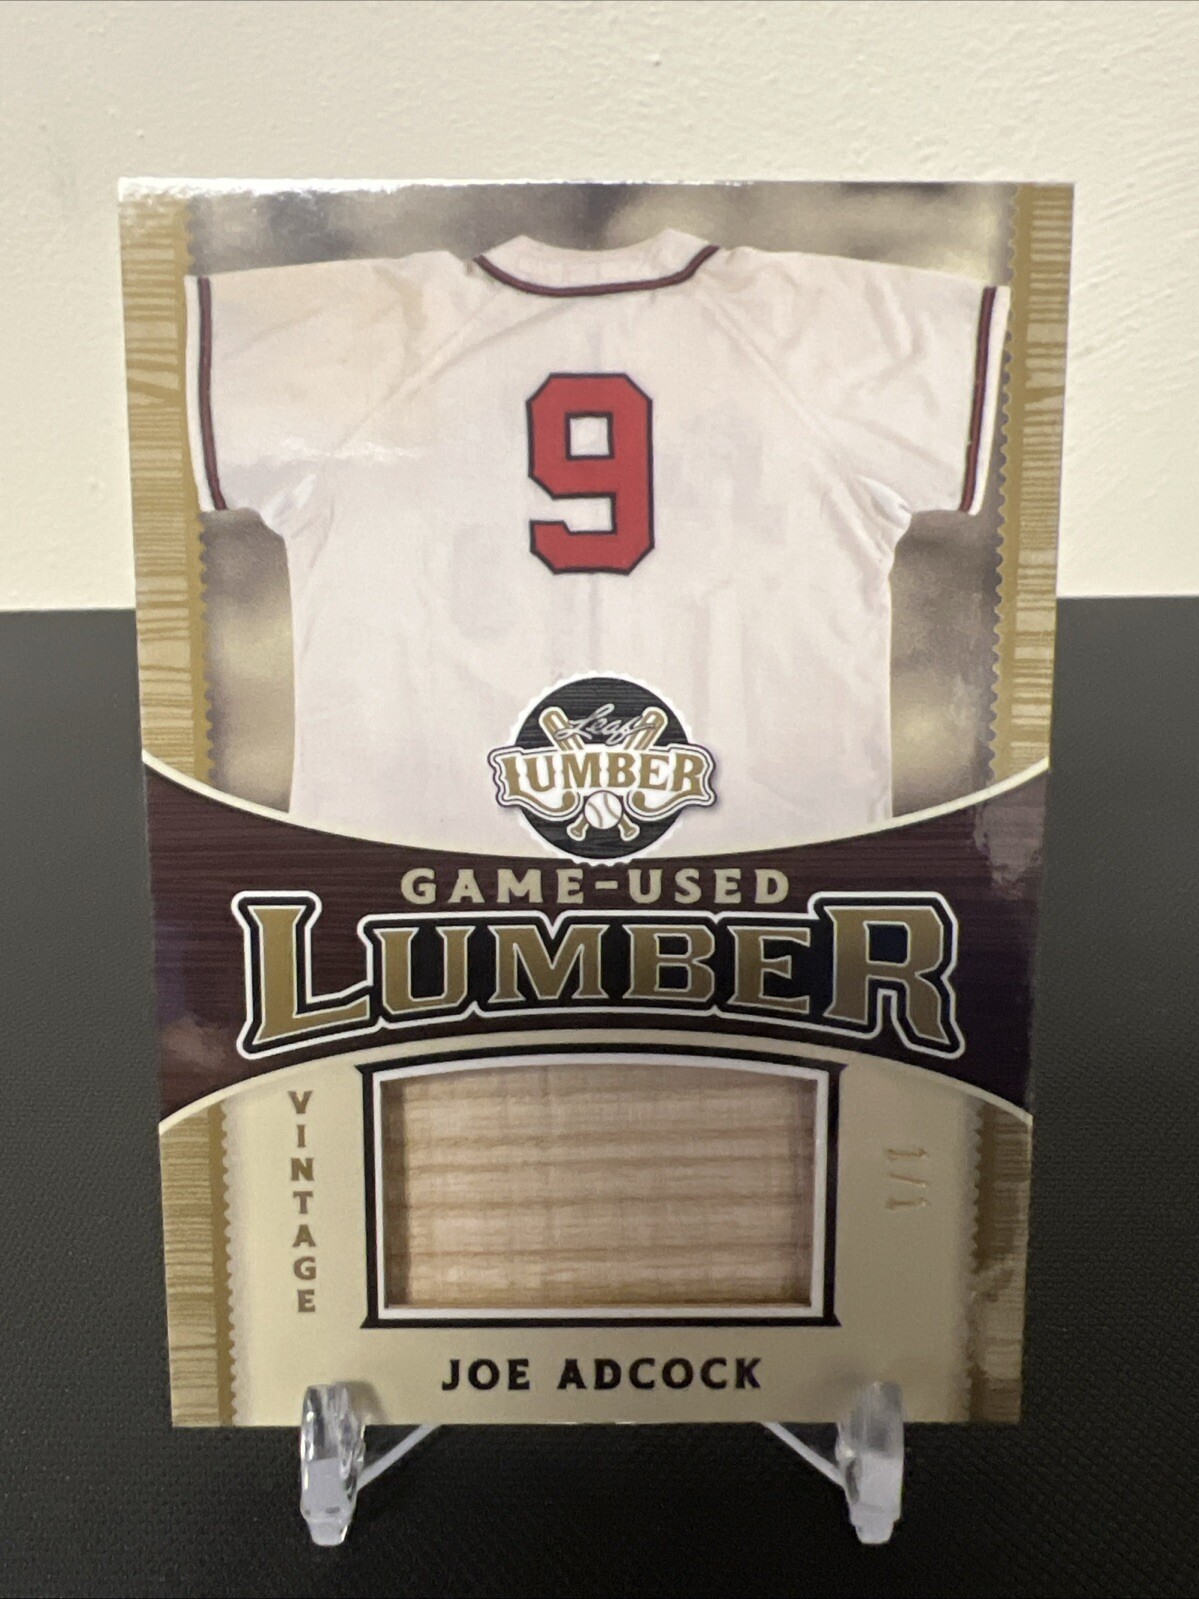 9
Leaf
LUMBER
GAME-USED
LUMBER
VINTAGE
1/1
JOE ADCOCK